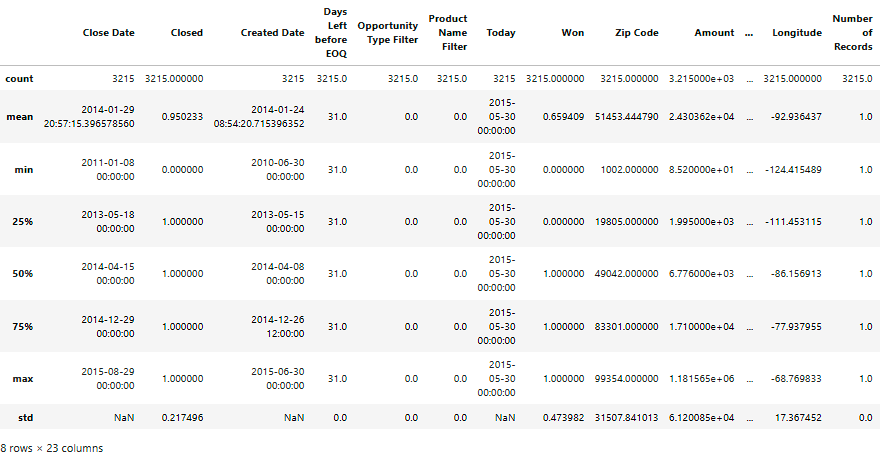 Close Date Closed Created Date Days Left before EOQ Opportunity Type Filter Product Name Filter Today Won Zip Code Amount ... Longitude Number of Records
count 3215 3215.000000 3215 3215.0 3215.0 3215.0 3215 3215.000000 3215.000000 3.215000e+03 ... 3215.000000 3215.0
mean 2014-01-29 20:57:15.396578560 0.950233 2014-01-24 08:54:20.715396352 31.0 0.0 0.0 2015-05-30 00:00:00 0.659409 51453.444790 2.430362e+04 ... -92.936437 1.0
min 2011-01-08 00:00:00 0.000000 2010-06-30 00:00:00 31.0 0.0 0.0 2015-05-30 00:00:00 0.000000 1002.000000 8.520000e+01 ... -124.415489 1.0
25% 2013-05-18 00:00:00 1.000000 2013-05-15 00:00:00 31.0 0.0 0.0 2015-05-30 00:00:00 0.000000 19805.000000 1.995000e+03 ... -111.453115 1.0
50% 2014-04-15 00:00:00 1.000000 2014-04-08 00:00:00 31.0 0.0 0.0 2015-05-30 00:00:00 1.000000 49042.000000 6.776000e+03 ... -86.156913 1.0
75% 2014-12-29 00:00:00 1.000000 2014-12-26 12:00:00 31.0 0.0 0.0 2015-05-30 00:00:00 1.000000 83301.000000 1.710000e+04 ... -77.937955 1.0
max 2015-08-29 00:00:00 1.000000 2015-06-30 00:00:00 31.0 0.0 0.0 2015-05-30 00:00:00 1.000000 99354.000000 1.181565e+06 ... -68.769833 1.0
std NaN 0.217496 NaN 0.0 0.0 0.0 NaN 0.473982 31507.841013 6.120085e+04 ... 17.367452 0.0
8 rows × 23 columns